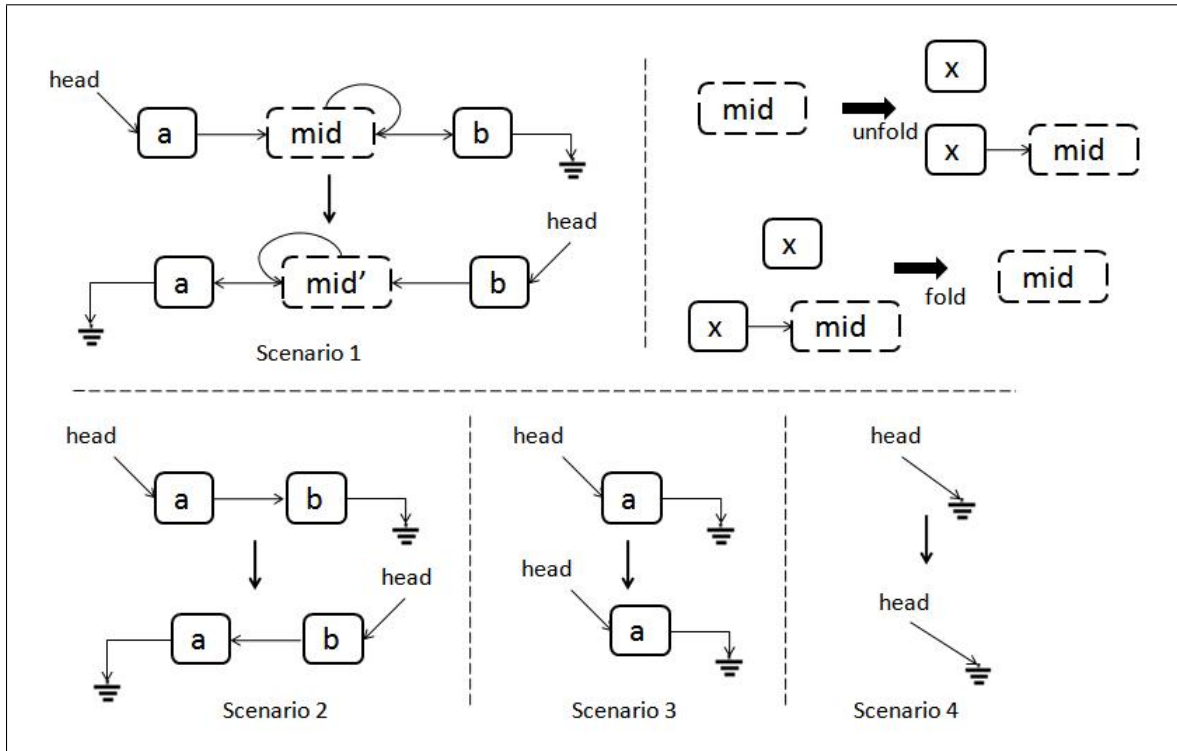 head
a
mid
b
head
a
mid’
b
Scenario 1
mid
unfold
x
x
mid
x
fold
mid
x
mid
head
a
b
head
a
b
Scenario 2
head
a
head
a
Scenario 3
head
head
Scenario 4